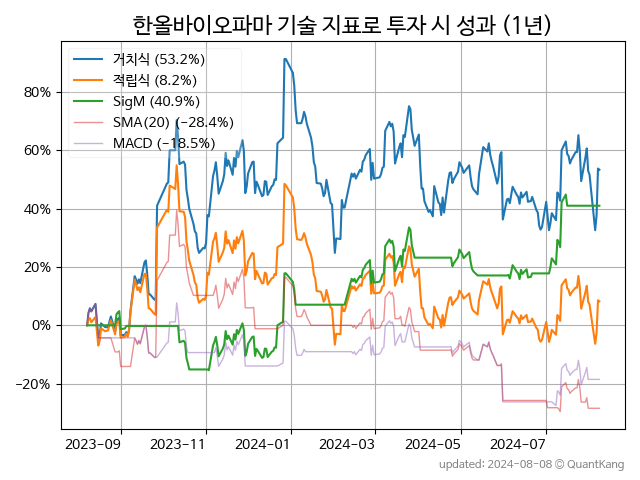 한올바이오파마 기술 지표로 투자 시 성과 (1년)
거치식 (53.2%)
적립식 (8.2%)
SigM (40.9%)
SMA(20) (−28.4%)
MACD (−18.5%)
80%
60%
40%
20%
0%
−20%
2023-09 2023-11 2024-01 2024-03 2024-05 2024-07
updated: 2024-08-08 © QuantKang